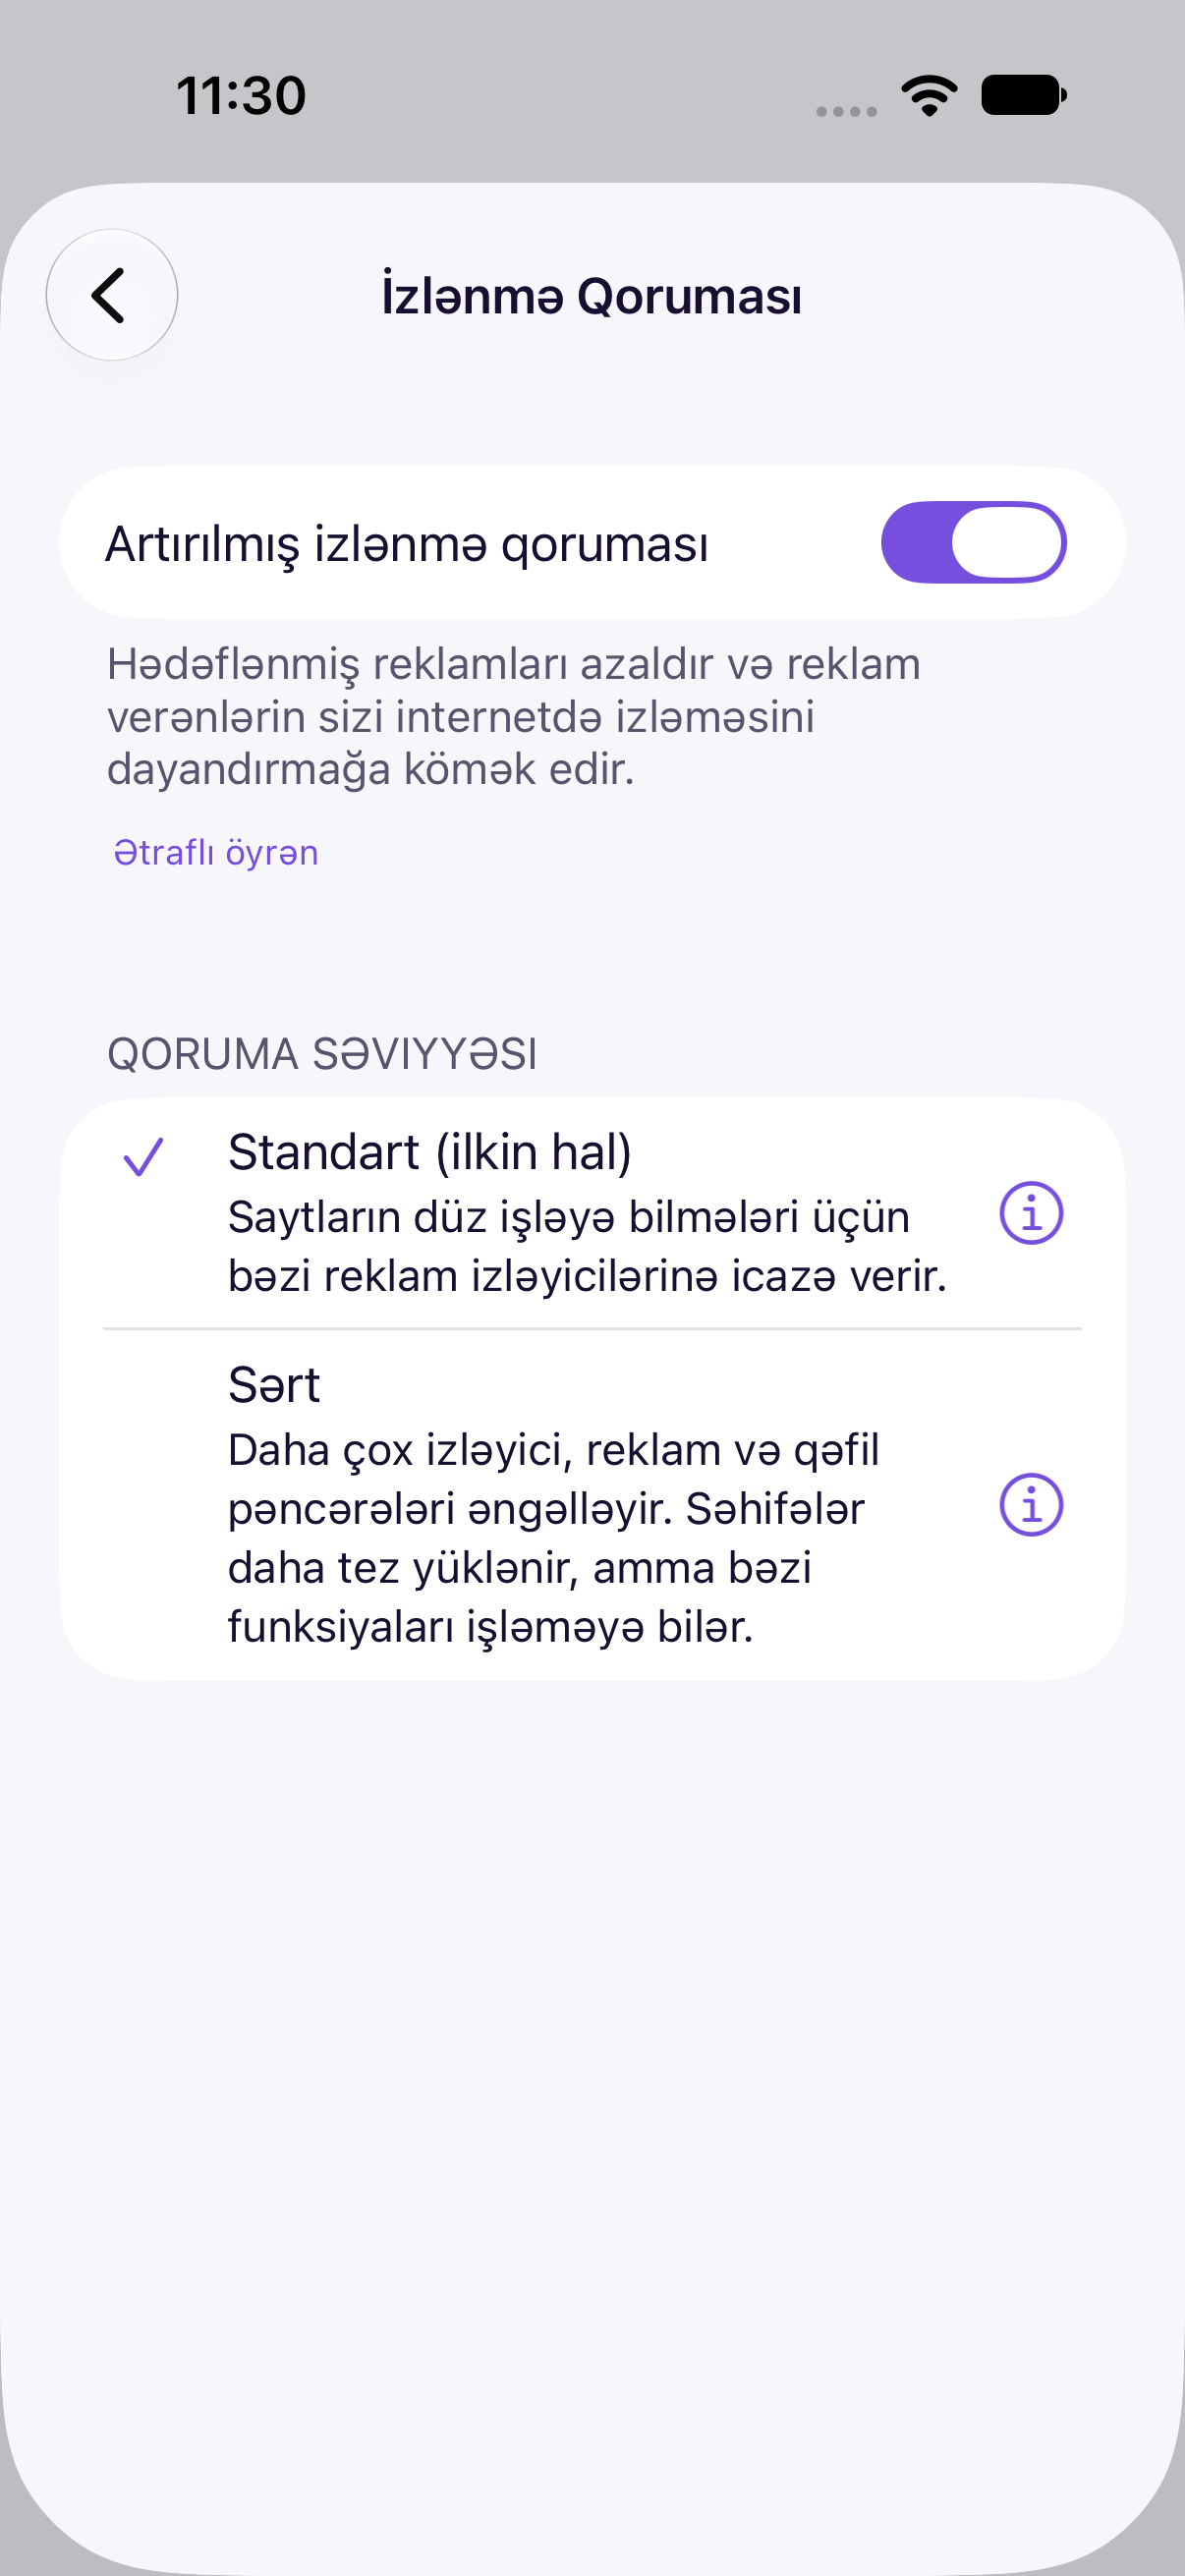 11:30
İzlənmə Qoruması
Artırılmış izlənmə qoruması
Hədəflənmiş reklamları azaldır və reklam
verənlərin sizi internetdə izləməsini
dayandırmağa kömək edir.
Ətraflı öyrən
QORUMA SƏVIYYƏSI
Standart (ilkin hal)
Saytların düz işləyə bilmələri üçün
bəzi reklam izləyicilərinə icazə verir.
Sərt
Daha çox izləyici, reklam və qəfil
pəncərələri əngəlləyir. Səhifələr
daha tez yüklənir, amma bəzi
funksiyaları işləməyə bilər.